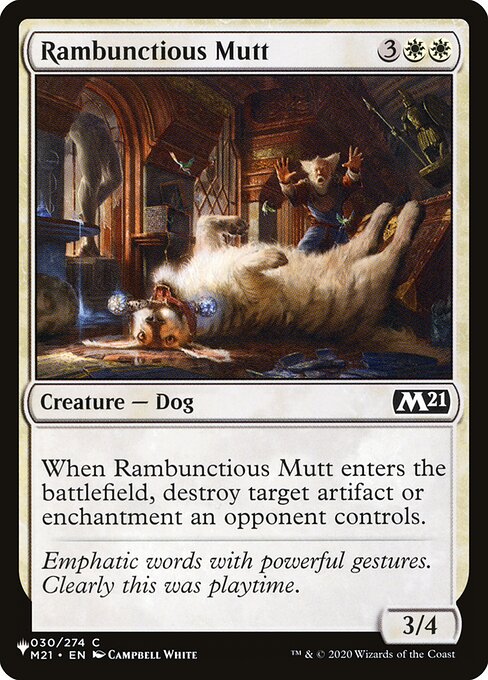 Rambunctious Mutt 3
Creature — Dog M21
When Rambunctious Mutt enters the
battlefield, destroy target artifact or
enchantment an opponent controls.
Emphatic words with powerful gestures.
Clearly this was playtime.
3/4
030/274 C
M21 • EN Campbell White ™ & © 2020 Wizards of the Coast